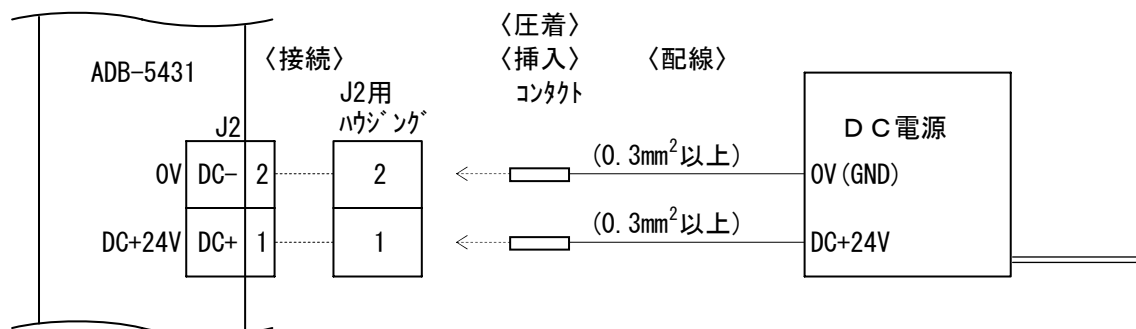 〈圧着〉
ADB-5431
〈接続〉
〈挿入〉
〈配線〉
J2用
コンタクト
J2
ハウジング
DC電源
0V
DC-
2
2
(0.3mm²以上)
0V(GND)
DC+24V
DC+
1
1
(0.3mm²以上)
DC+24V